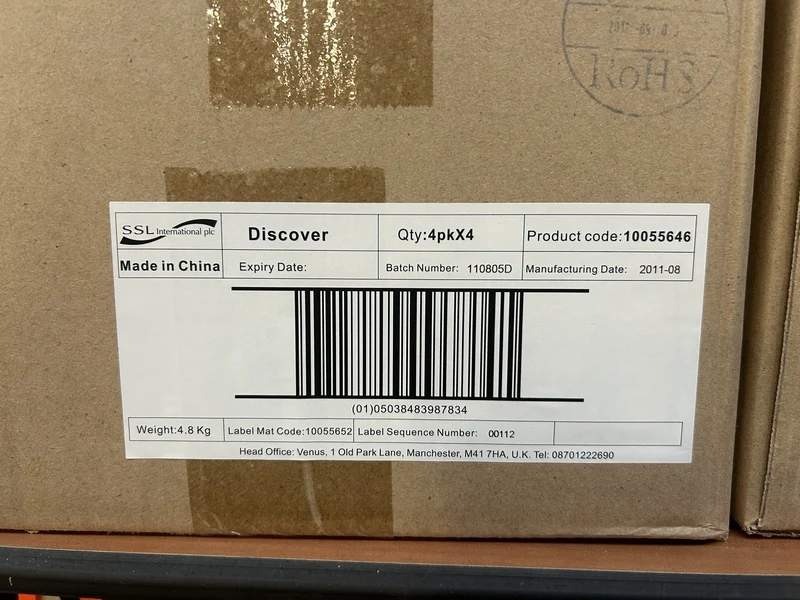 RoHS
SSL International plc
Discover
Qty:4pkX4
Product code:10055646
Made in China
Expiry Date:
Batch Number: 110805D
Manufacturing Date: 2011-08
(01)05038483987834
Weight:4.8 Kg
Label Mat Code:10055652
Label Sequence Number: 00112
Head Office: Venus, 1 Old Park Lane, Manchester, M41 7HA, U.K. Tel: 08701222690